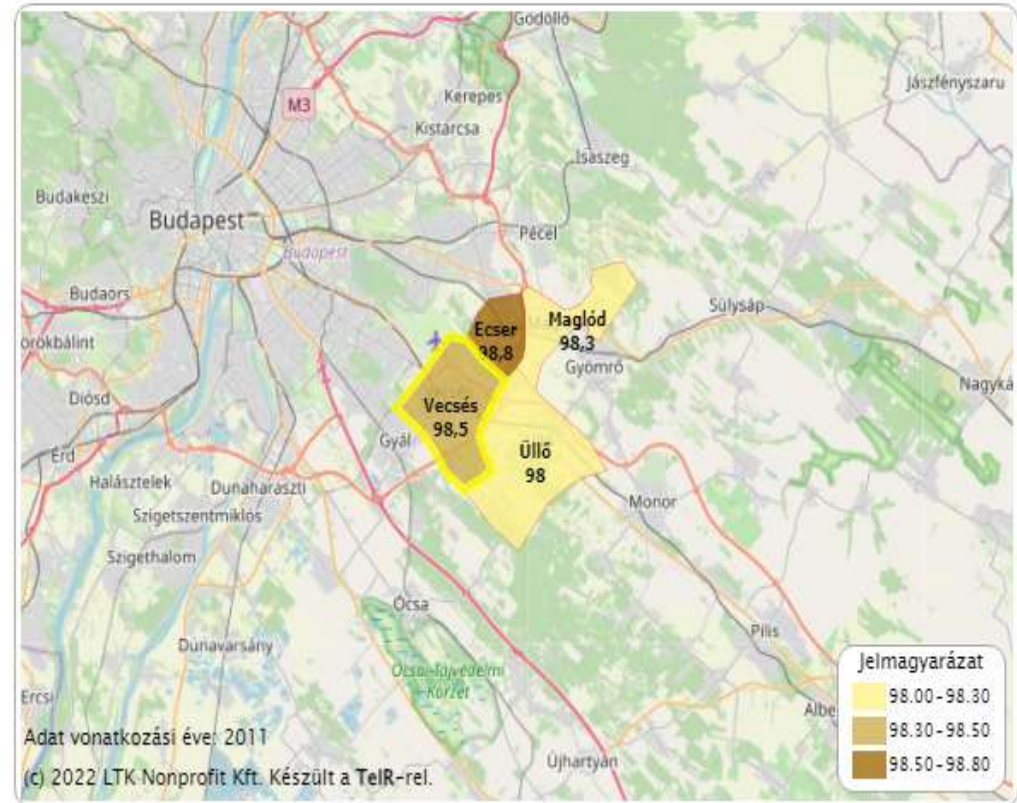 Gödöllő
Jászfényszaru
Kerepes
M3
Kistarcsa
Isaszeg
Budakeszi
Budapest
Pécel
Budapest
Budaörs
Sülysáp
Ecser
98,8
Maglód
98,3
Gyömrő
Törökbálint
Nagyká
Diósd
Vecsés
98,5
Gyál
Üllő
98
Érd
Halásztelek
Dunaharaszti
Monor
Szigetszentmiklós
Szigethalom
Ócsa
Pilis
Dunavarsány
Ócsai Tájvédelmi
Körzet
Jelmagyarázat
98.00-98.30
98.30-98.50
98.50-98.80
Ercsi
Albe
Adat vonatkozási éve: 2011
Újhartyán
(c) 2022 LTK Nonprofit Kft. Készült a TeIR-rel.